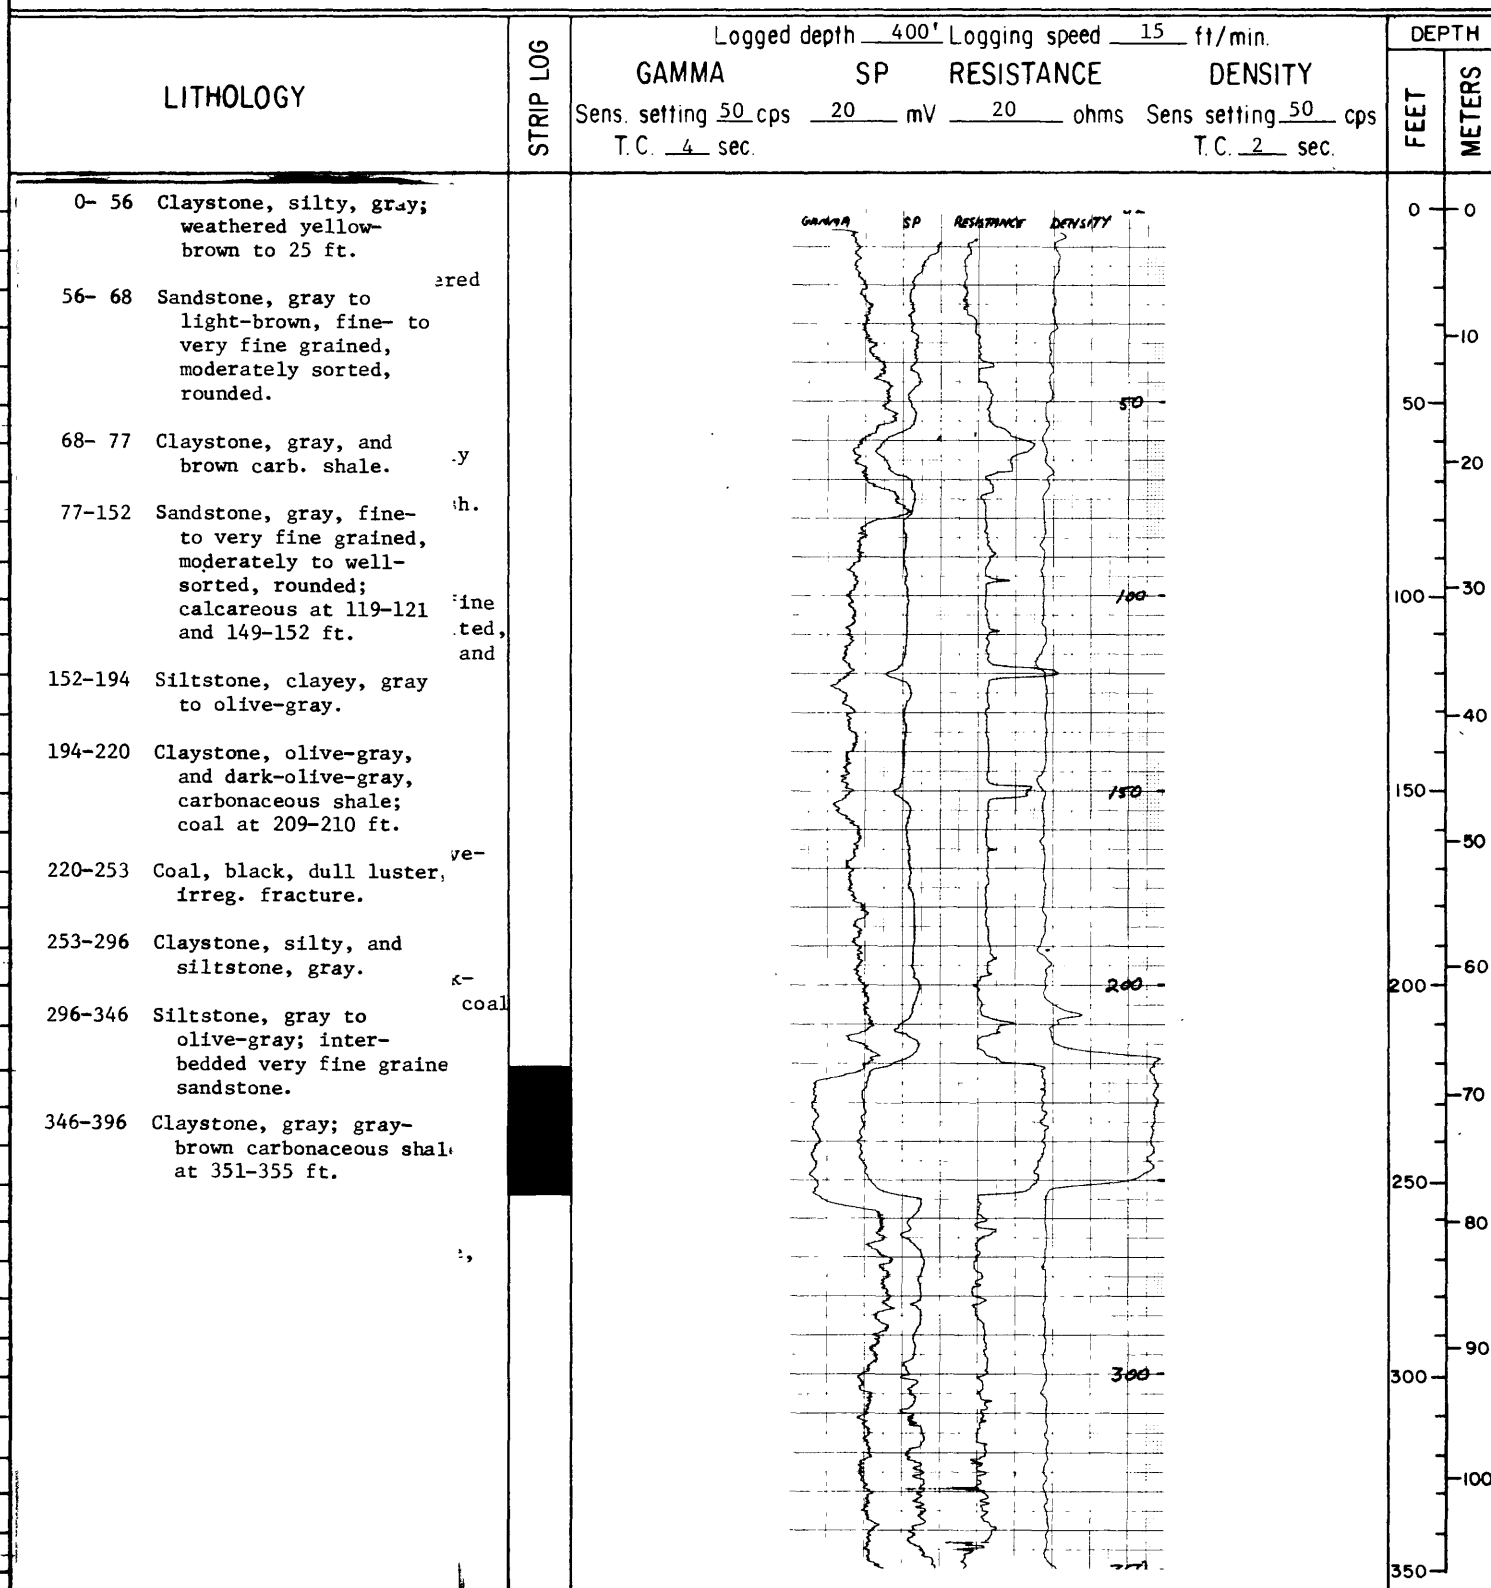 LITHOLOGY
STRIP LOG
Logged depth 400' Logging speed 15 ft/min.
GAMMA SP RESISTANCE DENSITY
Sens. setting 50 cps 20 mV 20 ohms Sens setting 50 cps
T.C. 4 sec. T.C. 2 sec.
DEPTH
FEET
METERS
0- 56 Claystone, silty, gray;
weathered yellow-
brown to 25 ft.
ered
56- 68 Sandstone, gray to
light-brown, fine- to
very fine grained,
moderately sorted,
rounded.
68- 77 Claystone, gray, and
brown carb. shale.
.y
77-152 Sandstone, gray, fine-
to very fine grained,
moderately to well-
sorted, rounded;
calcareous at 119-121
and 149-152 ft.
h.
ine
ted,
and
152-194 Siltstone, clayey, gray
to olive-gray.
194-220 Claystone, olive-gray,
and dark-olive-gray,
carbonaceous shale;
coal at 209-210 ft.
ve-
220-253 Coal, black, dull luster,
irreg. fracture.
253-296 Claystone, silty, and
siltstone, gray.
k-
coal
296-346 Siltstone, gray to
olive-gray; inter-
bedded very fine graine
sandstone.
346-396 Claystone, gray; gray-
brown carbonaceous shal
at 351-355 ft.
GAMMA SP RESISTANCE DENSITY
50
100
150
200
300
0
50
100
150
200
250
300
350
0
10
20
30
40
50
60
70
80
90
100